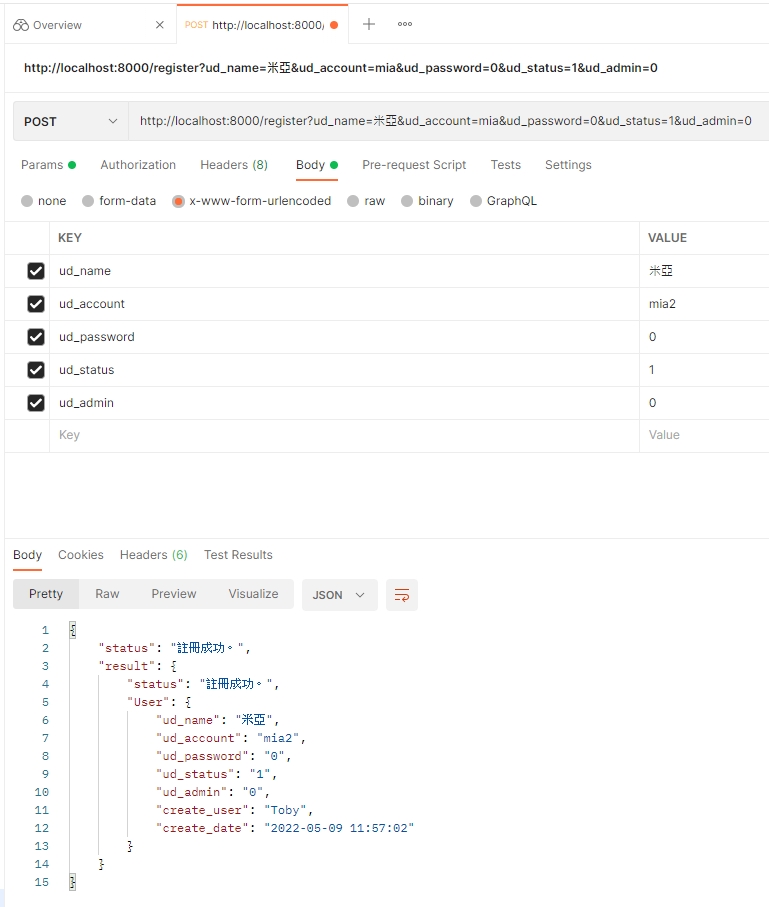 Overview
POST http://localhost:8000/
http://localhost:8000/register?ud_name=米亞&ud_account=mia&ud_password=0&ud_status=1&ud_admin=0
POST http://localhost:8000/register?ud_name=米亞&ud_account=mia&ud_password=0&ud_status=1&ud_admin=0
Params Authorization Headers (8) Body Pre-request Script Tests Settings
none form-data x-www-form-urlencoded raw binary GraphQL
KEY VALUE
ud_name 米亞
ud_account mia2
ud_password 0
ud_status 1
ud_admin 0
Key Value
Body Cookies Headers (6) Test Results
Pretty Raw Preview Visualize JSON
1 {
2 "status": "註冊成功。",
3 "result": {
4 "status": "註冊成功。",
5 "User": {
6 "ud_name": "米亞",
7 "ud_account": "mia2",
8 "ud_password": "0",
9 "ud_status": "1",
10 "ud_admin": "0",
11 "create_user": "Toby",
12 "create_date": "2022-05-09 11:57:02"
13 }
14 }
15 }